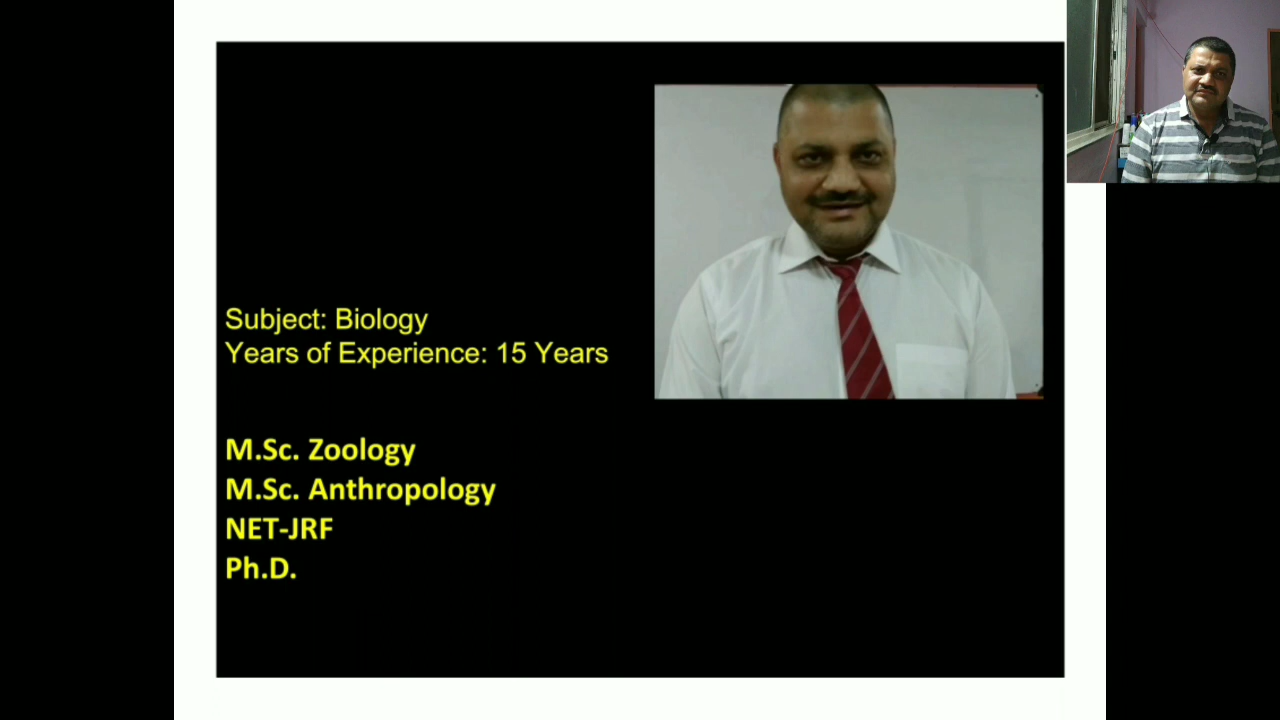 Subject: Biology
Years of Experience: 15 Years
M.Sc. Zoology
M.Sc. Anthropology
NET-JRF
Ph.D.